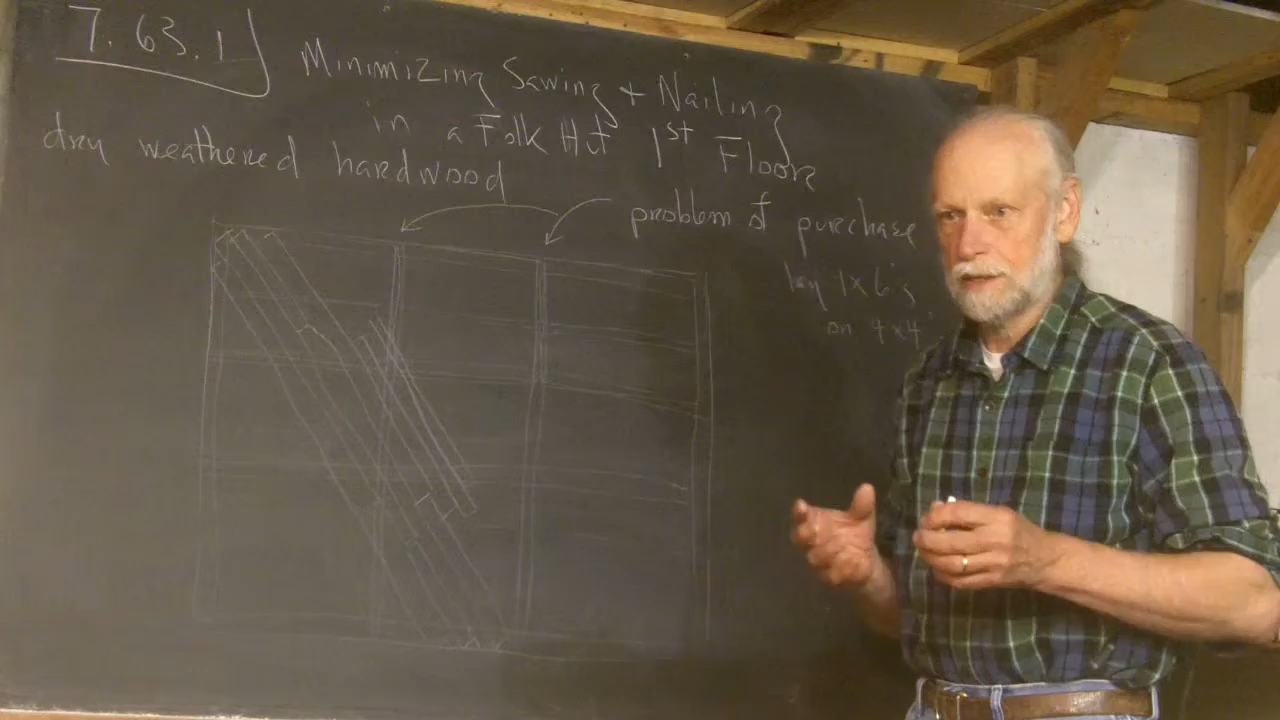 7.63.1 Minimizing Sawing + Nailing
in a Folk Hut 1st Floor
dry weathered hardwood
problem of purchase
lay 1x6's
on 4x4